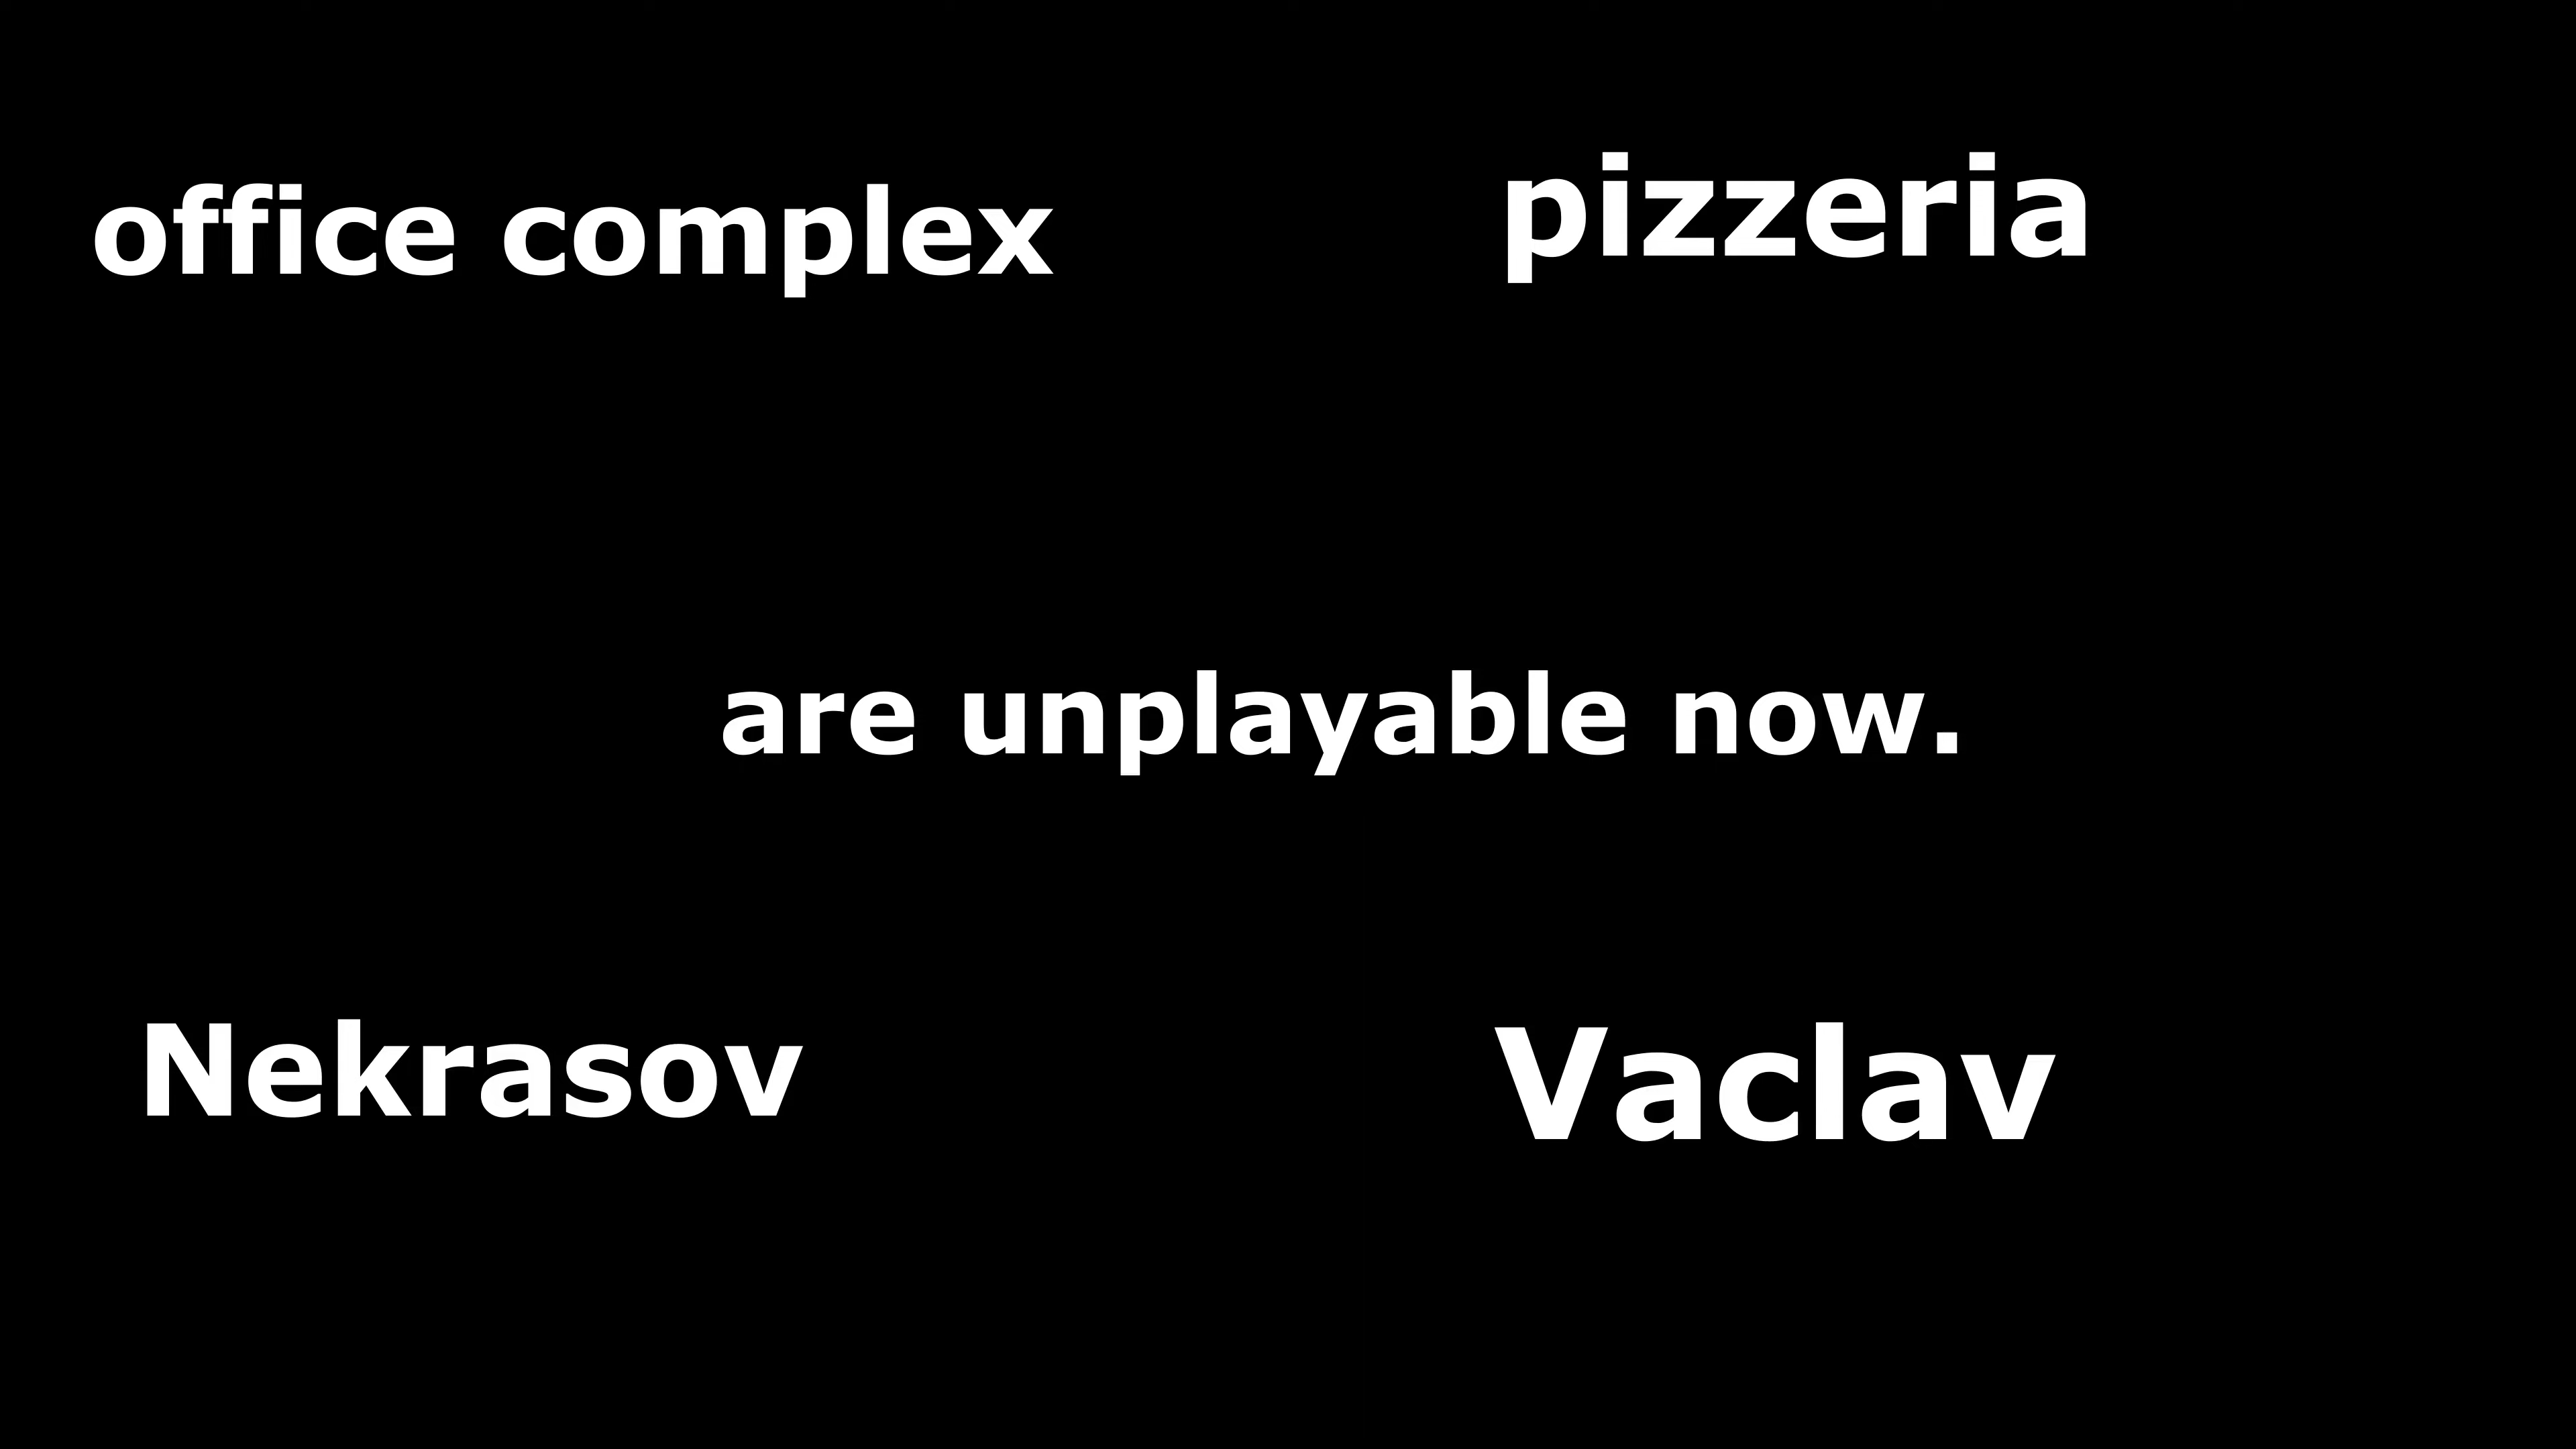 office complex
pizzeria
are unplayable now.
Nekrasov
Vaclav